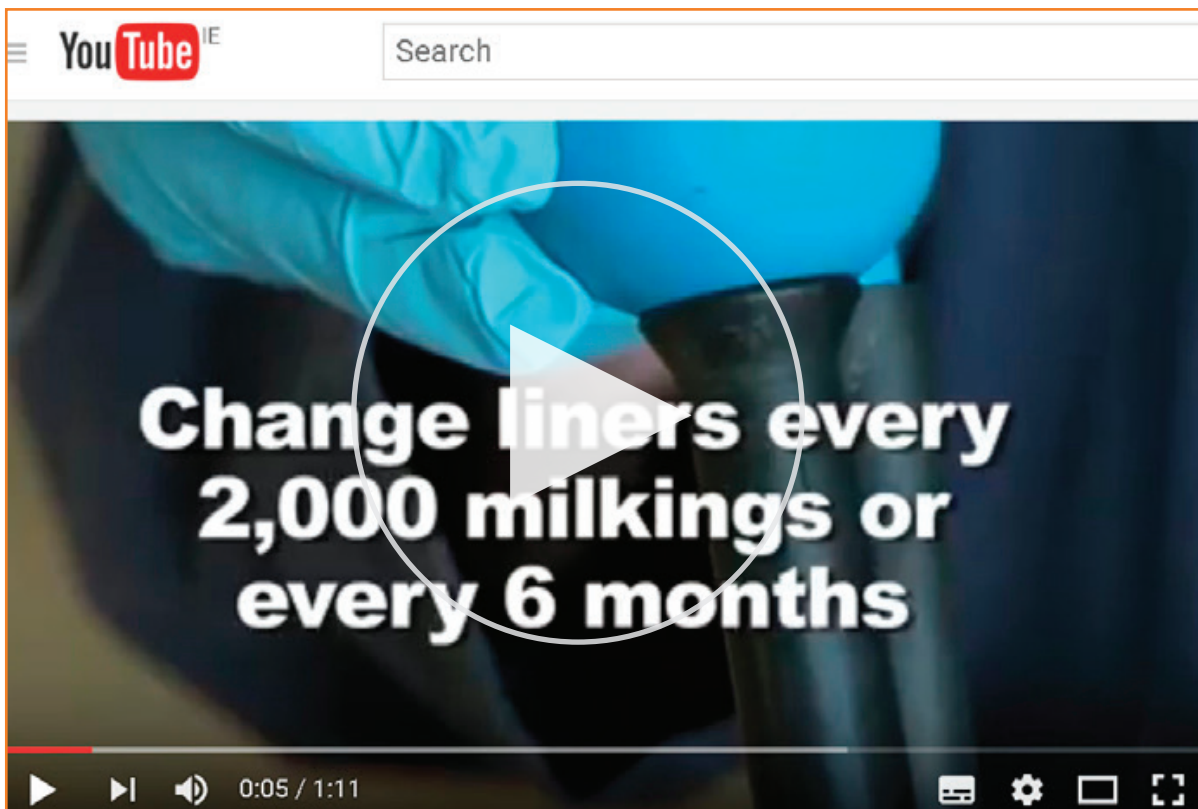 YouTube IE
Search
Change liners every
2,000 milkings or
every 6 months
0:05 / 1:11